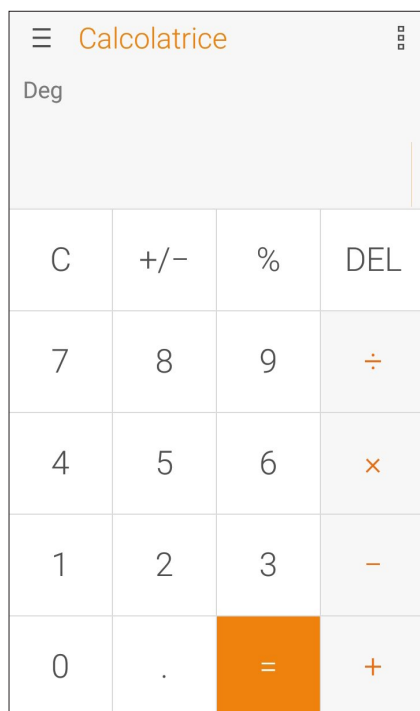 Calcolatrice
Deg
C +/− % DEL
7 8 9 ÷
4 5 6 ×
1 2 3 −
0 . = +